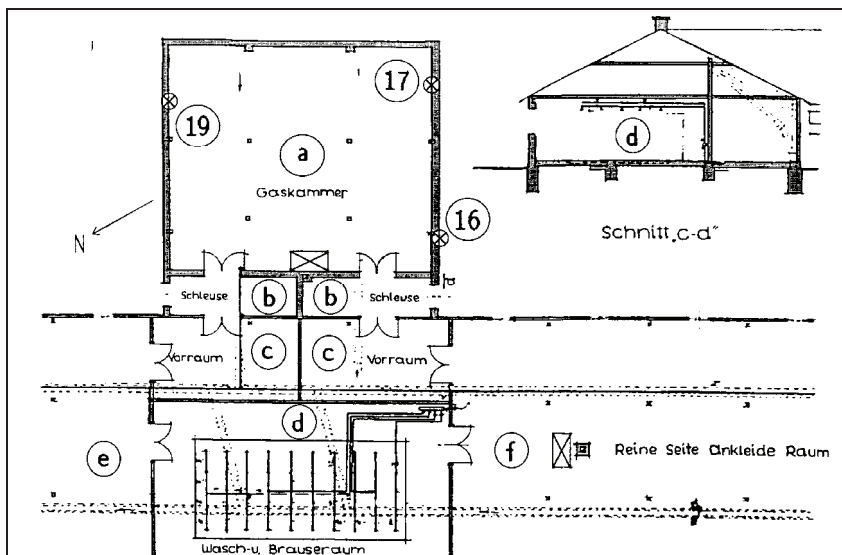 17
19
a
d
Gaskammer
16
N
Schnitt „c-d"
Schleuse
b
b
Schleuse
Vorraum
c
c
Vorraum
d
e
f
Reine Seite Ankleide Raum
Wasch-u. Brauseraum